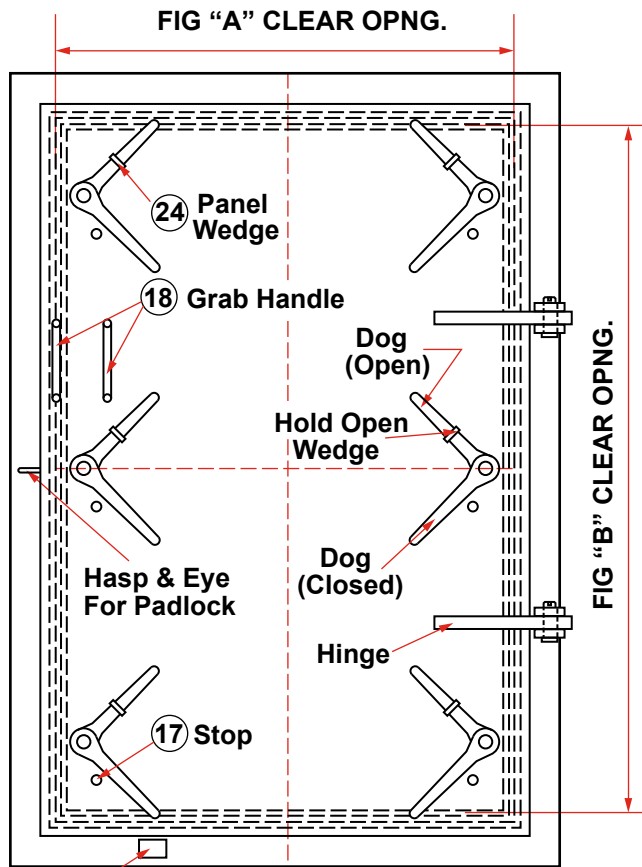 FIG “A” CLEAR OPNG.
24 Panel
Wedge
18 Grab Handle
Dog
(Open)
Hold Open
Wedge
FIG “B” CLEAR OPNG.
Dog
(Closed)
Hasp & Eye
For Padlock
Hinge
17 Stop